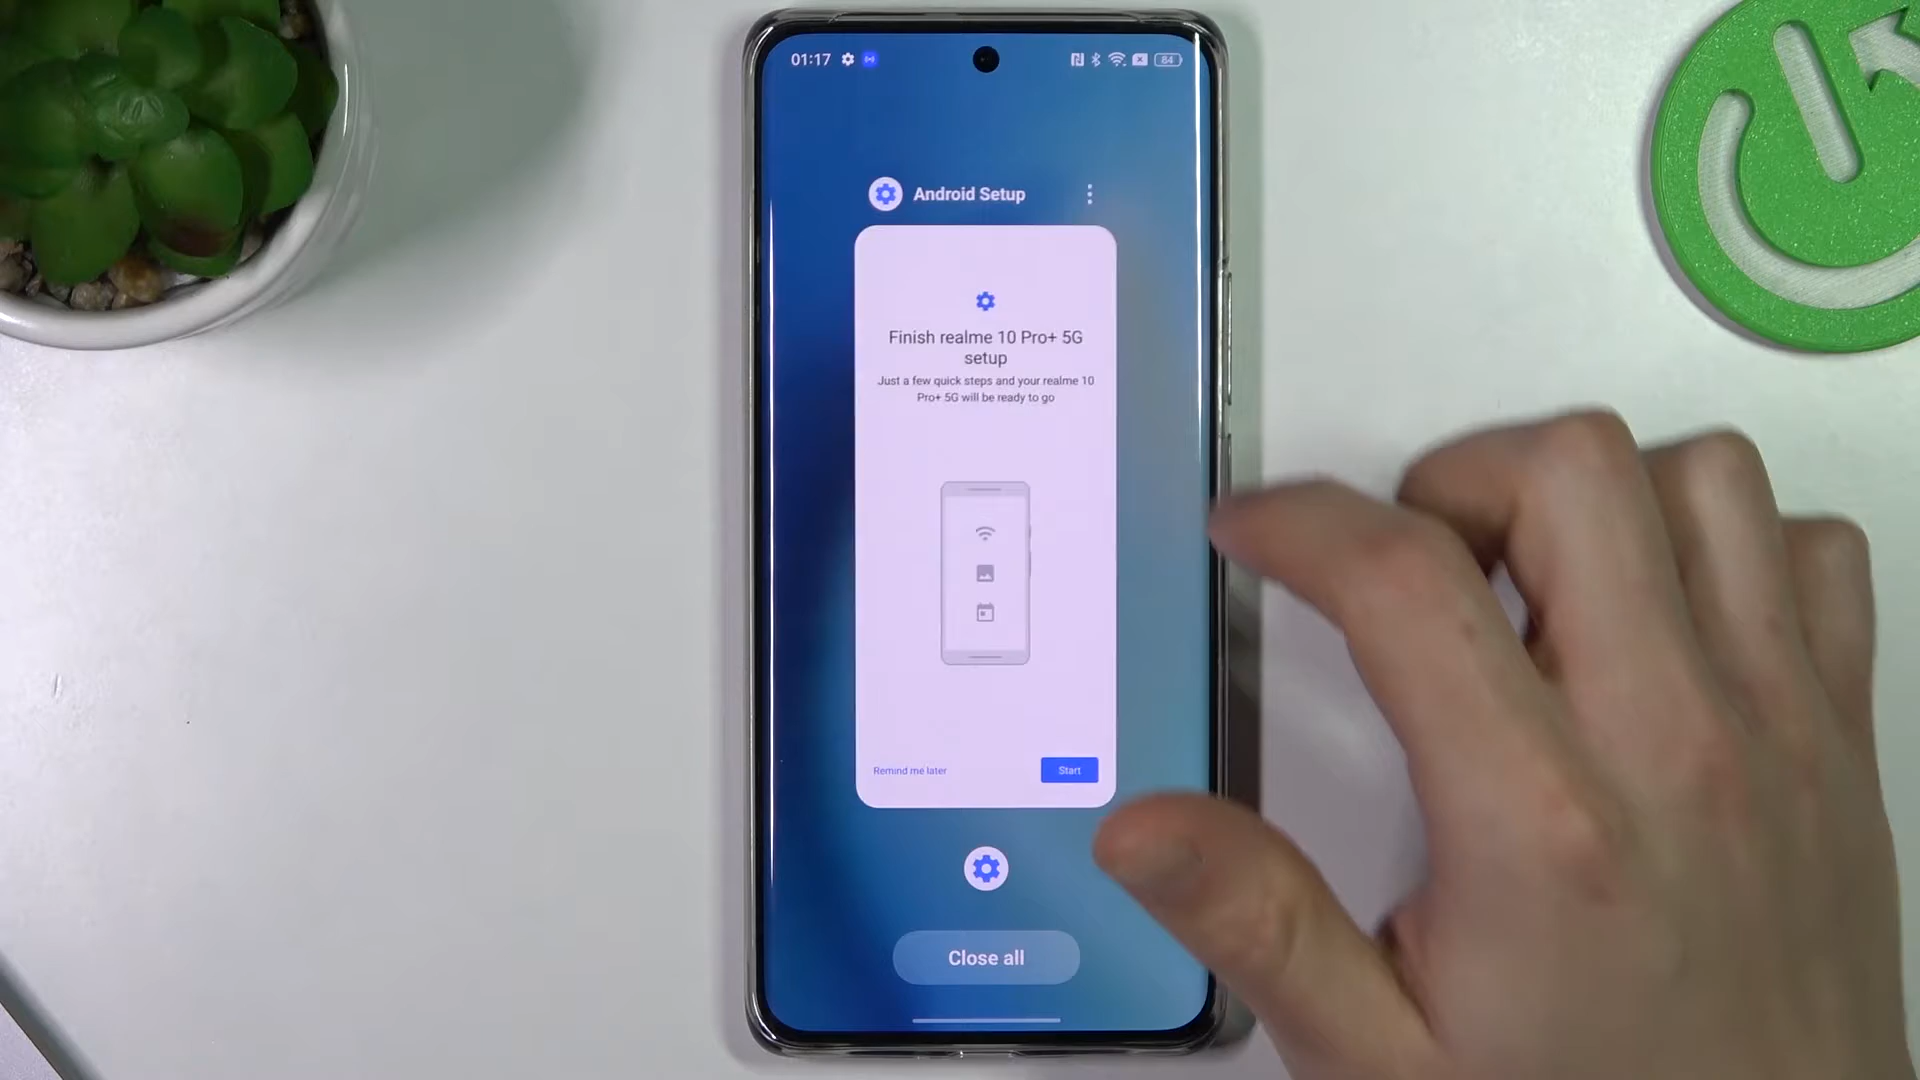 01:17
84
Android Setup
Finish realme 10 Pro+ 5G
setup
Just a few quick steps and your realme 10
Pro+ 5G will be ready to go
Remind me later
Start
Close all